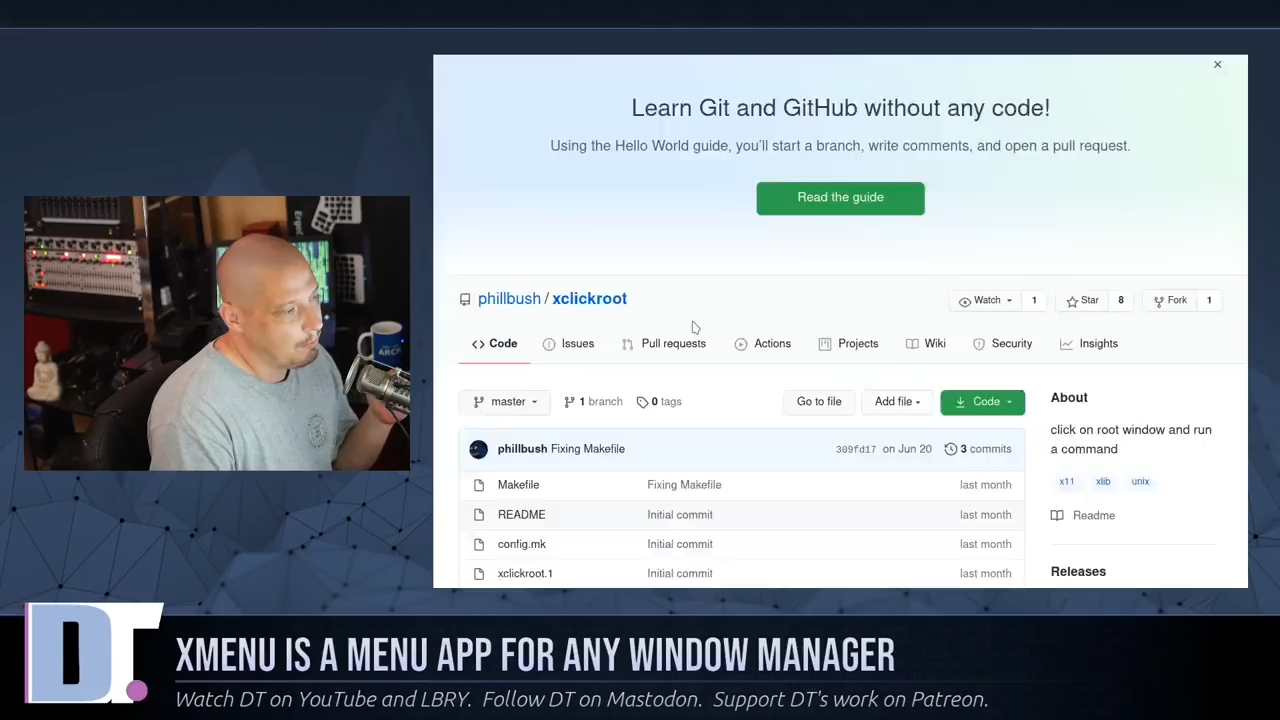 Learn Git and GitHub without any code!
Using the Hello World guide, you'll start a branch, write comments, and open a pull request.
Read the guide
phillbush / xclickroot
Watch 1 Star 8 Fork 1
Code Issues Pull requests Actions Projects Wiki Security Insights
master 1 branch 0 tags Go to file Add file Code
phillbush Fixing Makefile 309fd17 on Jun 20 3 commits
Makefile Fixing Makefile last month
README Initial commit last month
config.mk Initial commit last month
xclickroot.1 Initial commit last month
About
click on root window and run
a command
x11 xlib unix
Readme
Releases
Ergo
ARCH
DT.
XMENU IS A MENU APP FOR ANY WINDOW MANAGER
Watch DT on YouTube and LBRY. Follow DT on Mastodon. Support DT's work on Patreon.